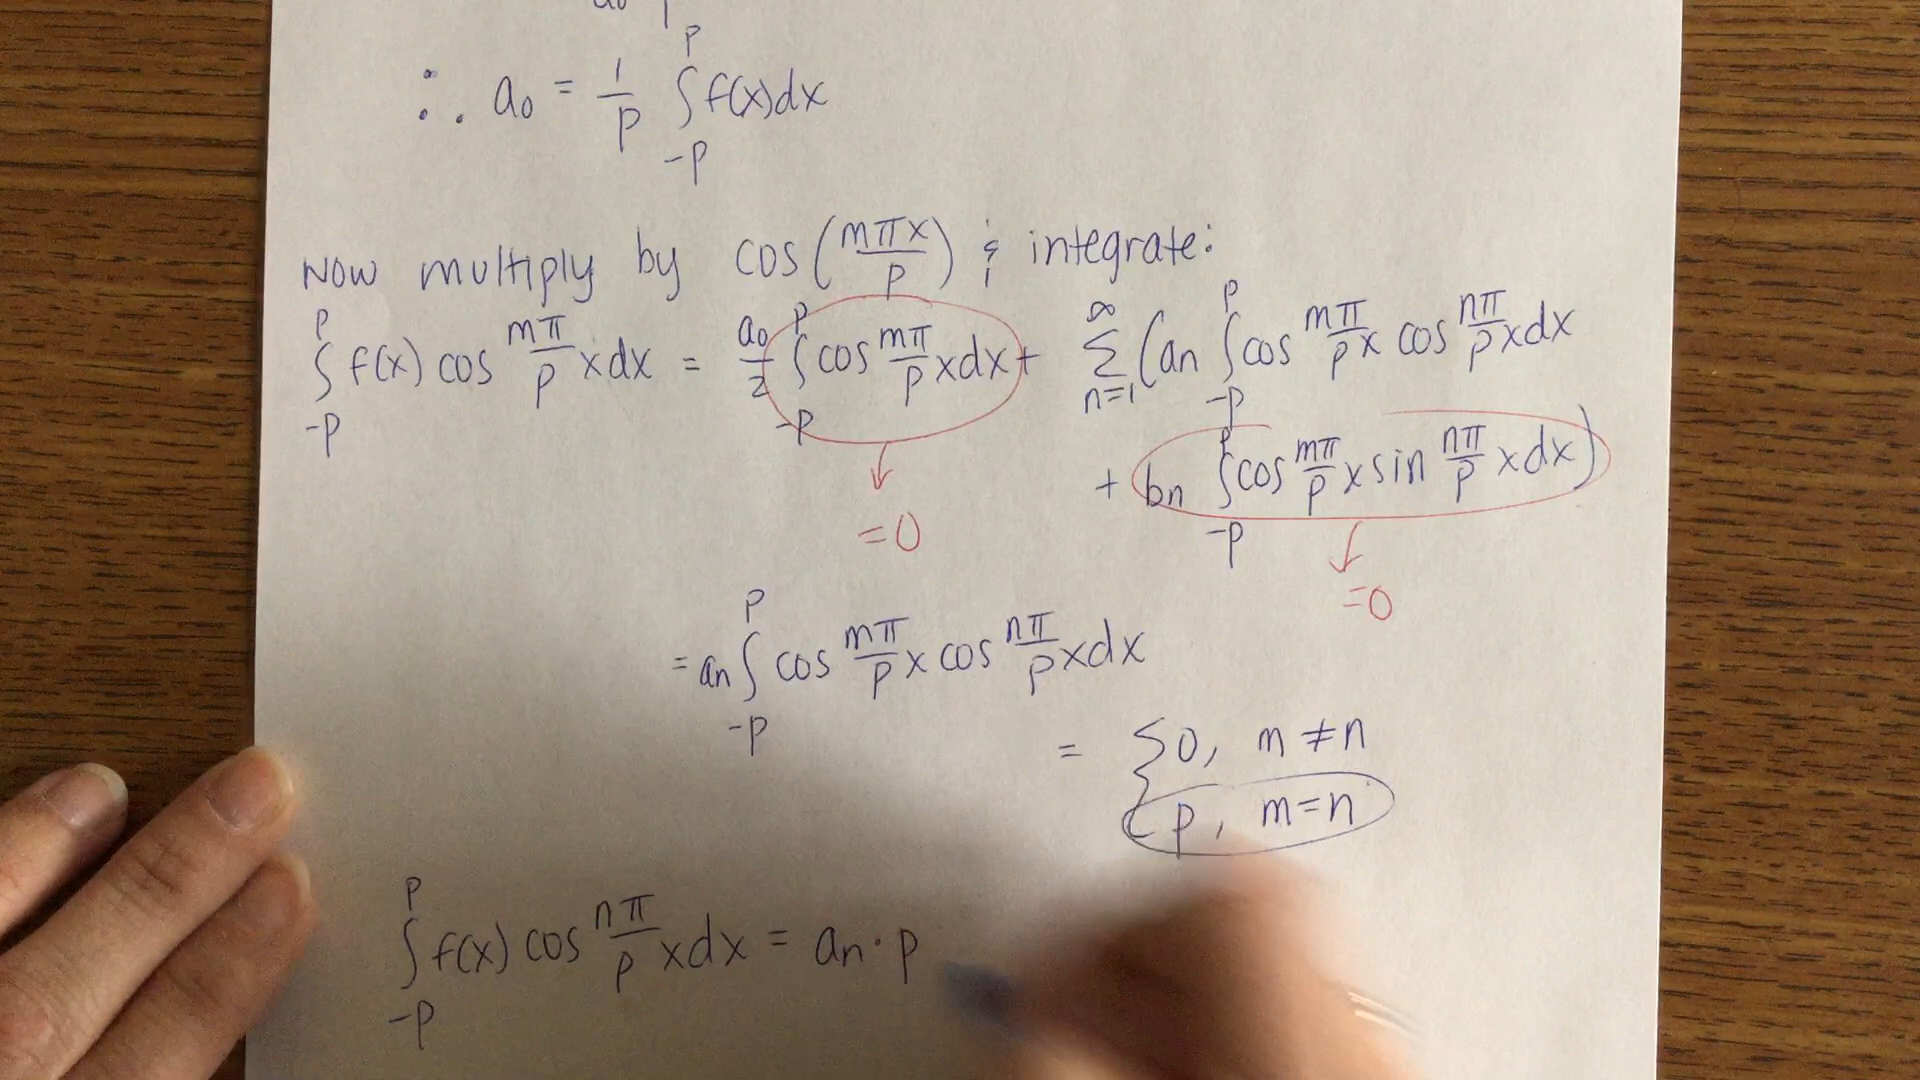 ∴ a₀ = 1/p ∫_{-p}^{p} f(x)dx
Now multiply by cos(mπx/p) & integrate:
∫_{-p}^{p} f(x) cos mπ/p x dx = a₀/2 ∫_{-p}^{p} cos mπ/p x dx + ∑_{n=1}^{∞} (an ∫_{-p}^{p} cos mπ/p x cos nπ/p x dx
+ bn ∫_{-p}^{p} cos mπ/p x sin nπ/p x dx)
=0
=0
= an ∫_{-p}^{p} cos mπ/p x cos nπ/p x dx
= { 0, m ≠ n
p, m = n
∫_{-p}^{p} f(x) cos nπ/p x dx = an · p